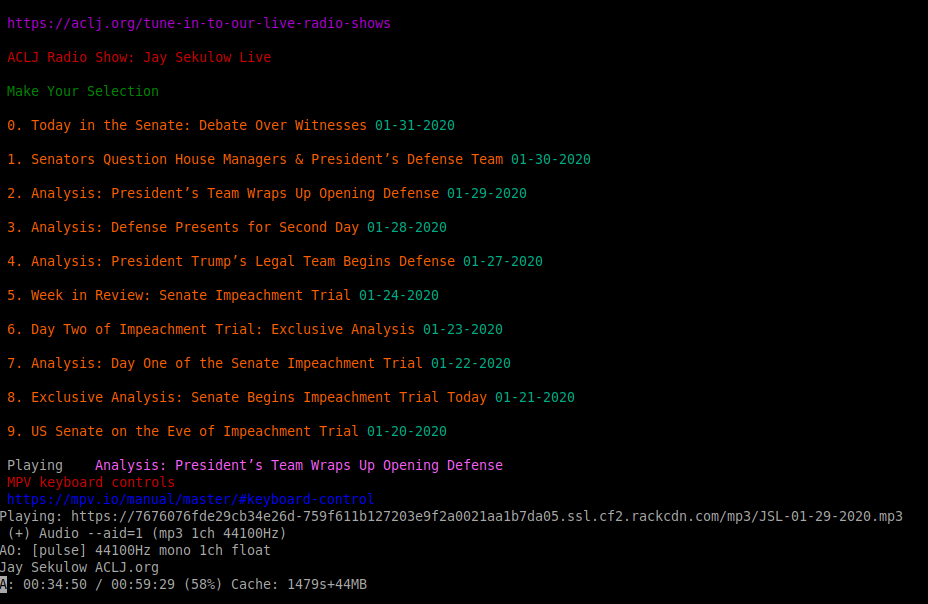 https://aclj.org/tune-in-to-our-live-radio-shows
ACLJ Radio Show: Jay Sekulow Live
Make Your Selection
0. Today in the Senate: Debate Over Witnesses 01-31-2020
1. Senators Question House Managers & President’s Defense Team 01-30-2020
2. Analysis: President’s Team Wraps Up Opening Defense 01-29-2020
3. Analysis: Defense Presents for Second Day 01-28-2020
4. Analysis: President Trump’s Legal Team Begins Defense 01-27-2020
5. Week in Review: Senate Impeachment Trial 01-24-2020
6. Day Two of Impeachment Trial: Exclusive Analysis 01-23-2020
7. Analysis: Day One of the Senate Impeachment Trial 01-22-2020
8. Exclusive Analysis: Senate Begins Impeachment Trial Today 01-21-2020
9. US Senate on the Eve of Impeachment Trial 01-20-2020
Playing    Analysis: President’s Team Wraps Up Opening Defense
MPV keyboard controls
https://mpv.io/manual/master/#keyboard-control
Playing: https://7676076fde29cb34e26d-759f611b127203e9f2a0021aa1b7da05.ssl.cf2.rackcdn.com/mp3/JSL-01-29-2020.mp3
(+) Audio --aid=1 (mp3 1ch 44100Hz)
AO: [pulse] 44100Hz mono 1ch float
Jay Sekulow ACLJ.org
A: 00:34:50 / 00:59:29 (58%) Cache: 1479s+44MB